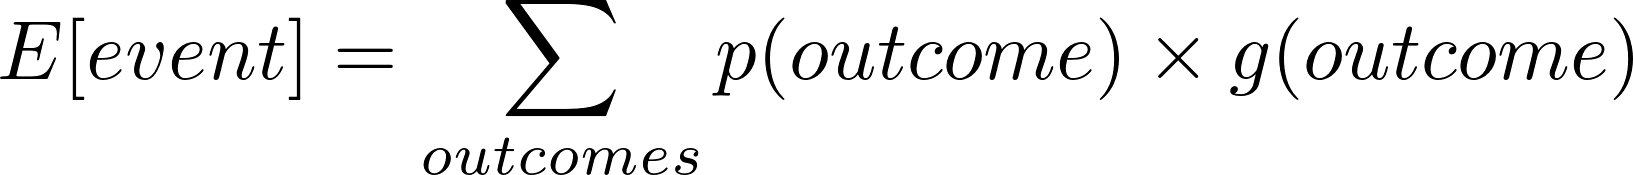 E[event] = ∑ p(outcome) × g(outcome)
outcomes